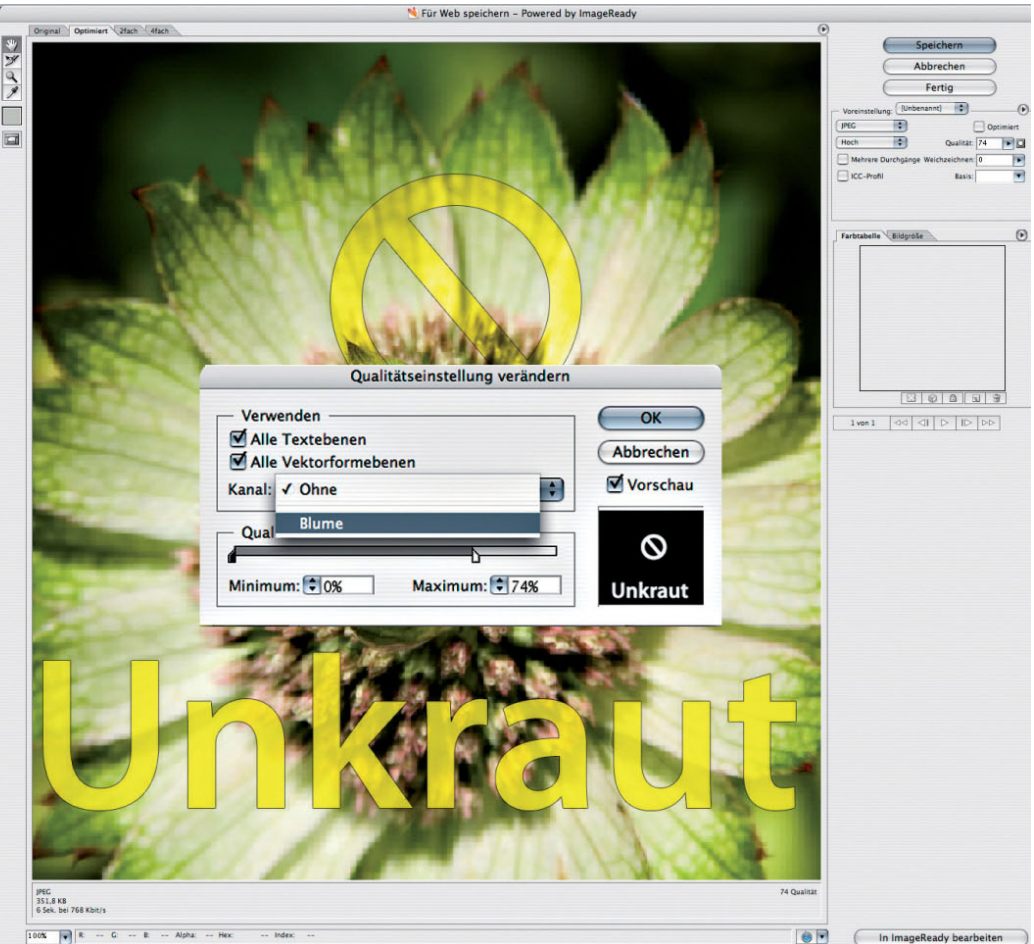 Für Web speichern – Powered by ImageReady
Original Optimiert 2fach 4fach
Speichern
Abbrechen
Fertig
Voreinstellung: [Unbenannt]
JPEG Optimiert
Hoch Qualität: 74
Mehrere Durchgänge Weichzeichnen: 0
ICC-Profil Basis:
Farbtabelle Bildgröße
1 von 1
Qualitätseinstellung verändern
Verwenden
Alle Textebenen
Alle Vektorformebenen
Kanal: ✓ Ohne
Blume
Qual
Minimum: 0% Maximum: 74%
OK
Abbrechen
Vorschau
Unkraut
Unkraut
JPEG
351,8 KB
6 Sek. bei 768 Kbit/s
74 Qualität
100% R: -- G: -- B: -- Alpha: -- Hex: -- Index: --
In ImageReady bearbeiten